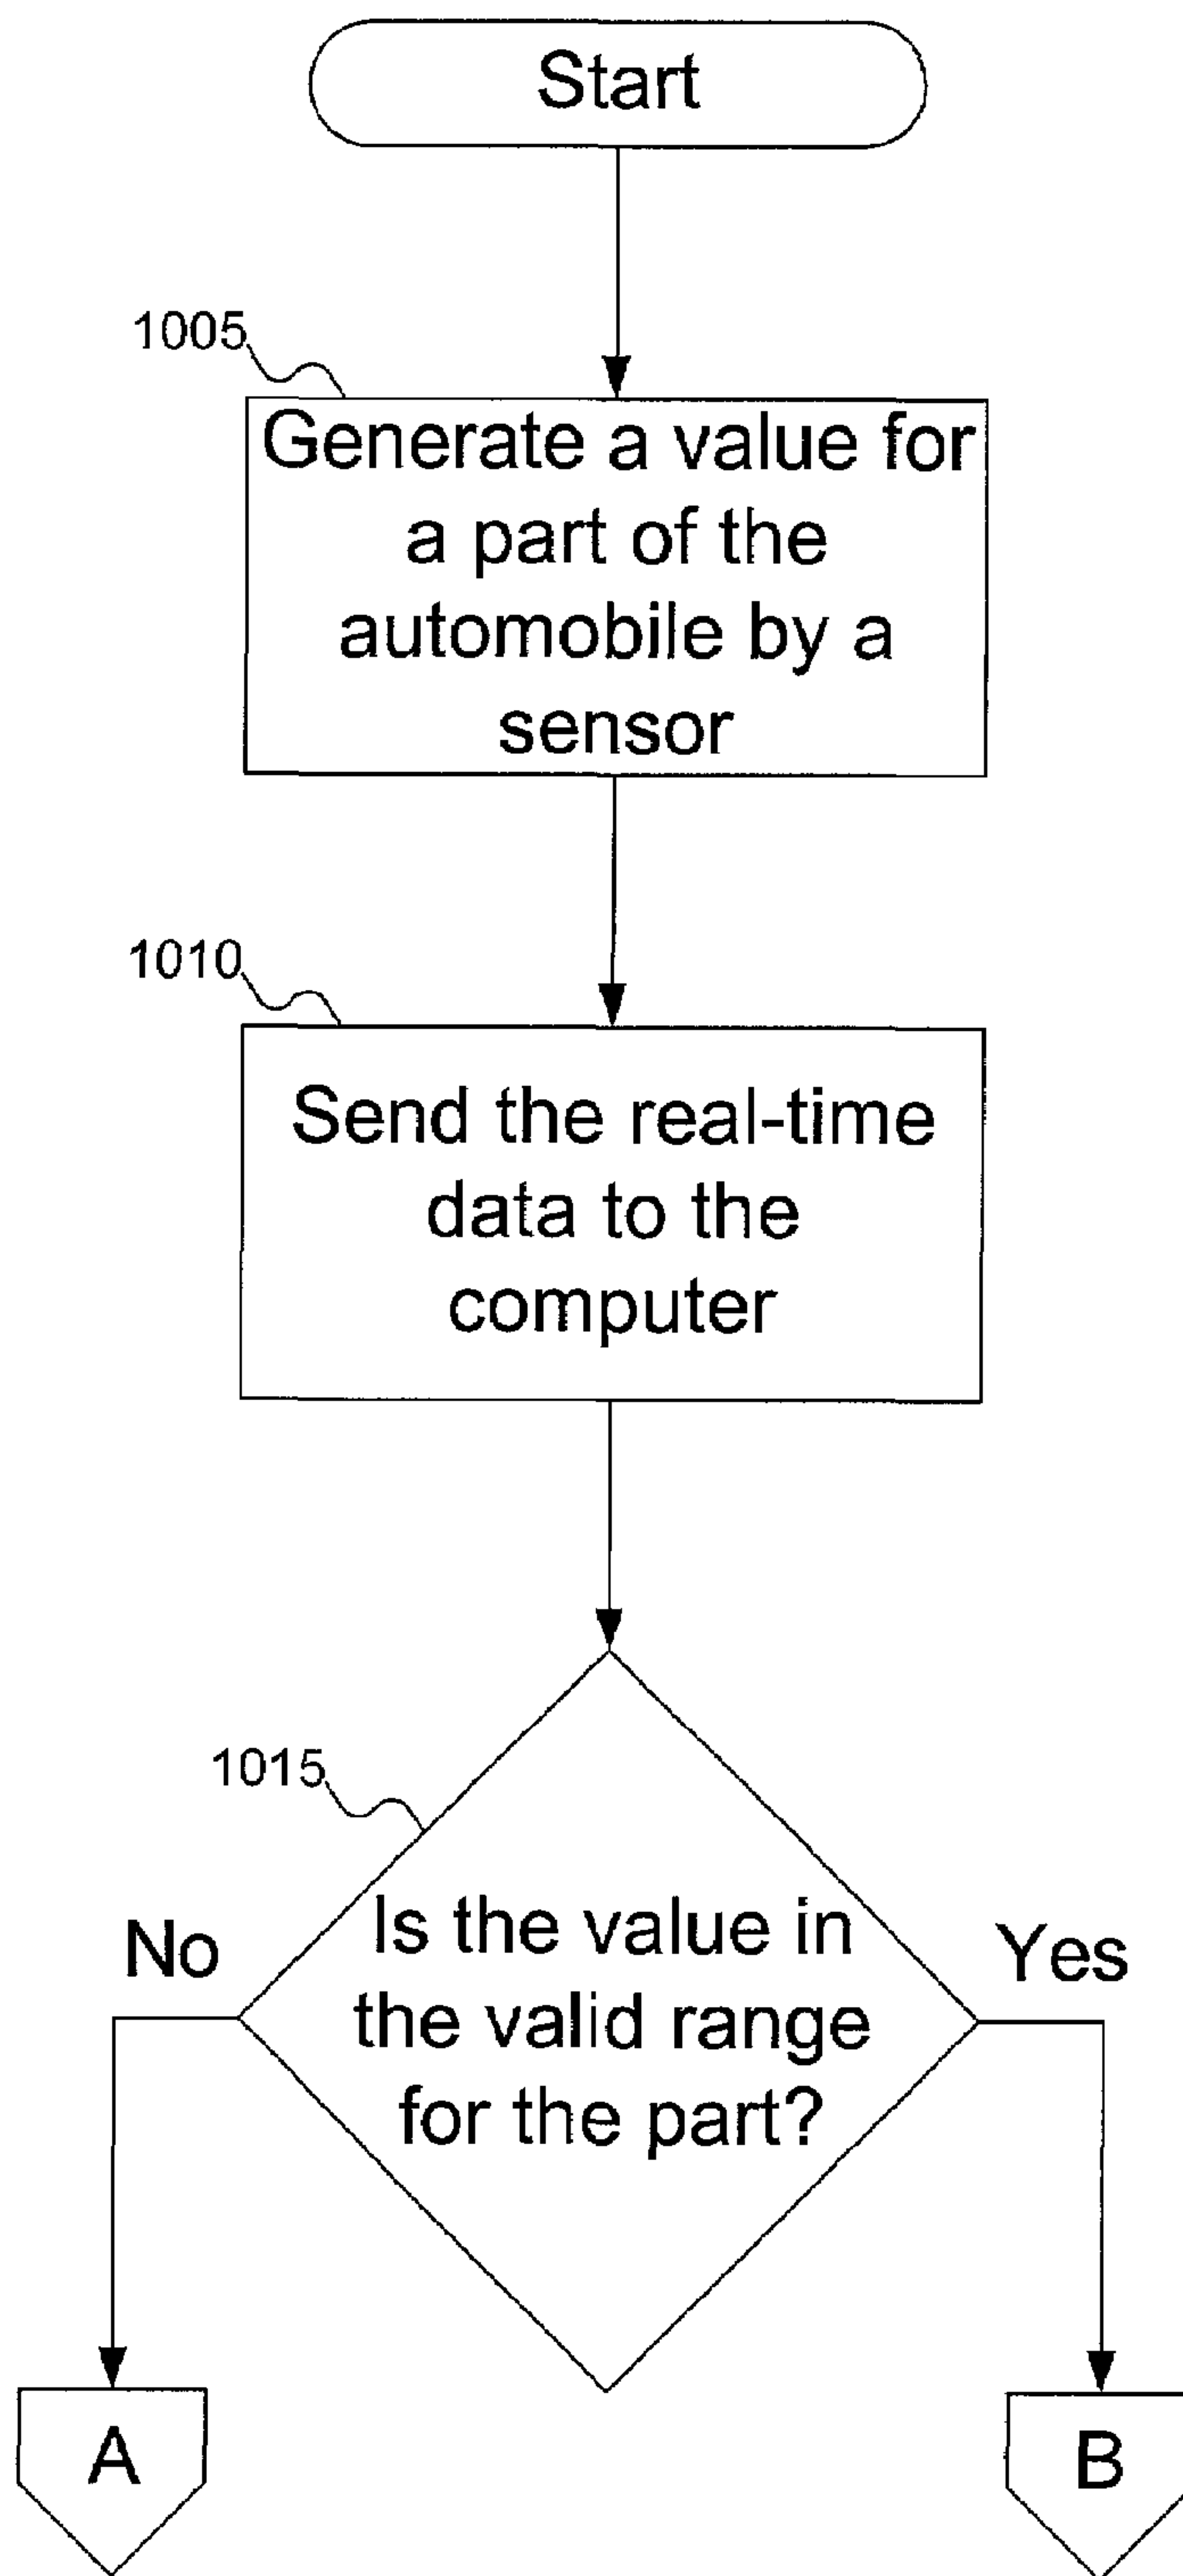 Start
1005
Generate a value for
a part of the
automobile by a
sensor
1010
Send the real-time
data to the
computer
1015
Is the value in
the valid range
for the part?
No
Yes
A
B